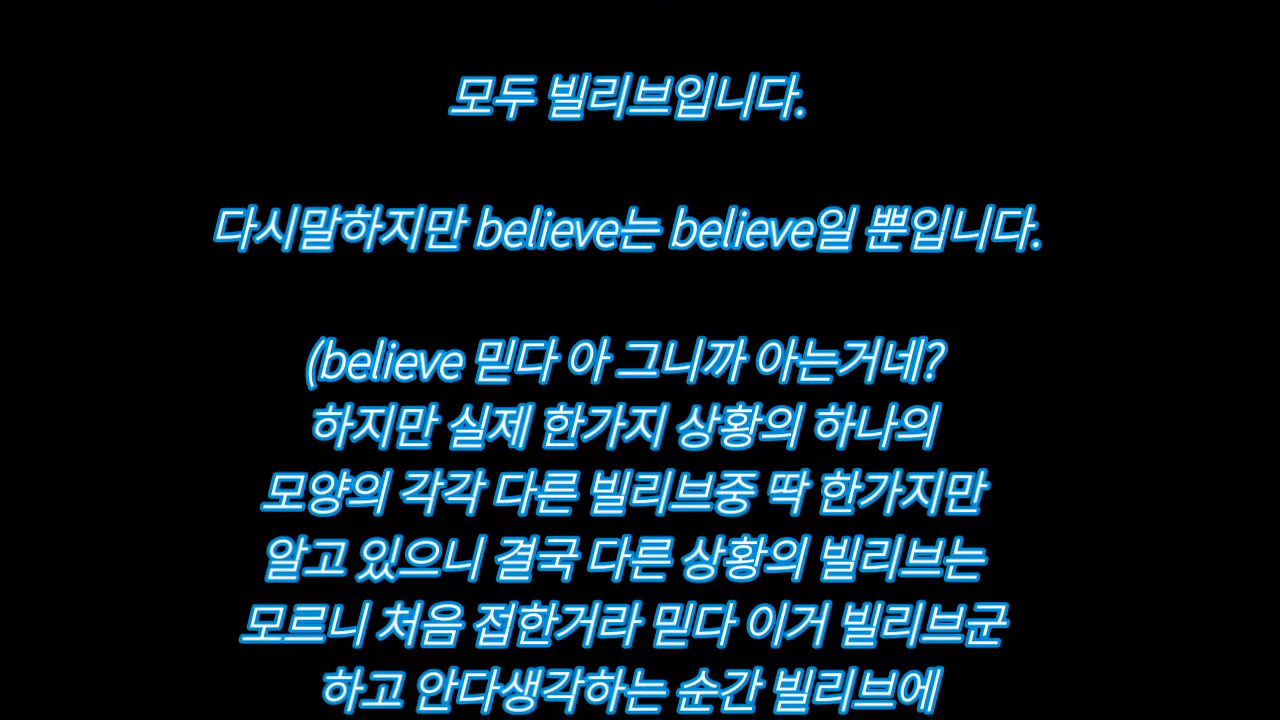 모두 빌리브입니다.
다시말하지만 believe는 believe일 뿐입니다.
(believe 믿다 아 그니까 아는거네?
하지만 실제 한가지 상황의 하나의
모양의 각각 다른 빌리브중 딱 한가지만
알고 있으니 결국 다른 상황의 빌리브는
모르니 처음 접한거라 믿다 이거 빌리브군
하고 안다생각하는 순간 빌리브에